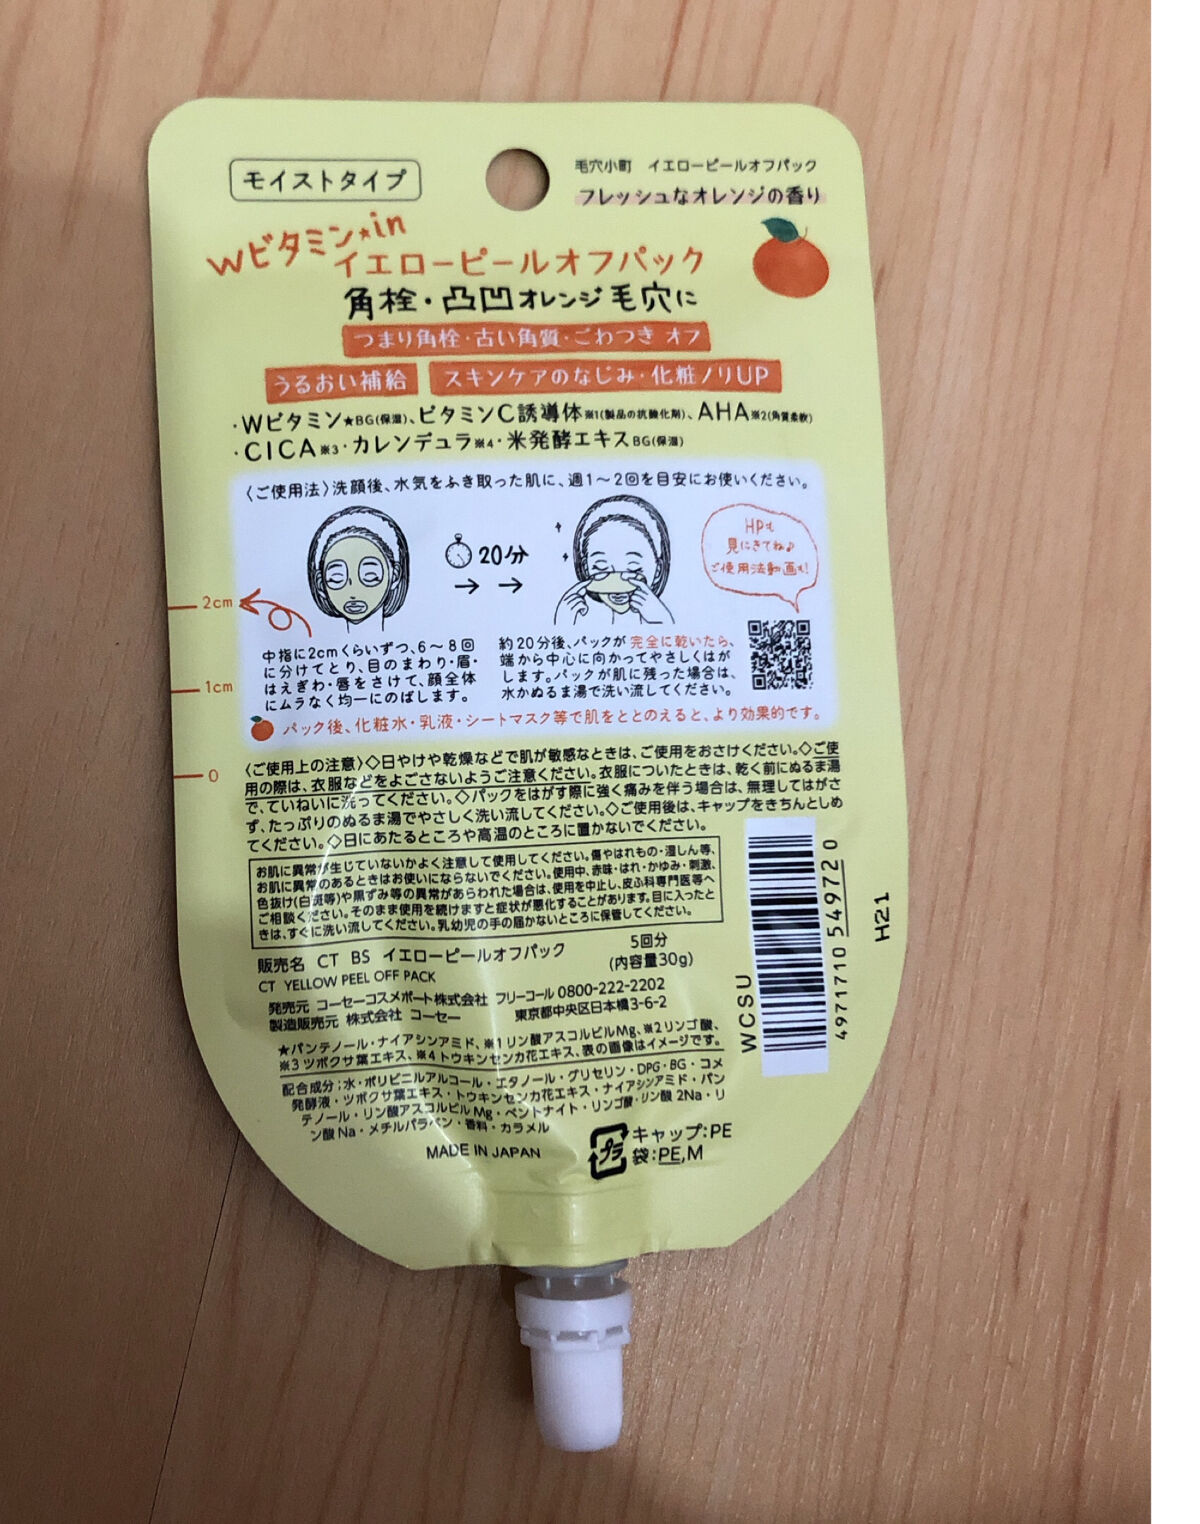 モイストタイプ
毛穴小町 イエローピールオフパック
フレッシュなオレンジの香り
Wビタミン★in
イエローピールオフパック
角栓・凸凹オレンジ毛穴に
つまり角栓・古い角質・ごわつき オフ
うるおい補給
スキンケアのなじみ・化粧ノリUP
・Wビタミン★BG(保湿)、ビタミンC誘導体※1(製品の抗酸化剤)、AHA※2(角質柔軟)
・CICA※3・カレンデュラ※4・米発酵エキスBG(保湿)
〈ご使用法〉洗顔後、水気をふき取った肌に、週1〜2回を目安にお使いください。
20分
→ →
HPも
見にきてね♪
ご使用法動画も!
2cm
1cm
0
中指に2cmくらいずつ、6〜8回
に分けてとり、目のまわり・眉・
はえぎわ・唇をさけて、顔全体
にムラなく均一にのばします。
約20分後、パックが完全に乾いたら、
端から中心に向かってやさしくはが
します。パックが肌に残った場合は、
水かぬるま湯で洗い流してください。
パック後、化粧水・乳液・シートマスク等で肌をととのえると、より効果的です。
〈ご使用上の注意〉◇日やけや乾燥などで肌が敏感なときは、ご使用をおさけください。◇ご使
用の際は、衣服などをよごさないようご注意ください。衣服についたときは、乾く前にぬるま湯
で、ていねいに洗ってください。◇パックをはがす際に強く痛みを伴う場合は、無理してはがさ
ず、たっぷりのぬるま湯でやさしく洗い流してください。◇ご使用後は、キャップをきちんとしめ
てください。◇日にあたるところや高温のところに置かないでください。
お肌に異常が生じていないかよく注意して使用してください。傷やはれもの・湿しん等、
お肌に異常のあるときはお使いにならないでください。使用中、赤味・はれ・かゆみ・刺激、
色抜け(白斑等)や黒ずみ等の異常があらわれた場合は、使用を中止し、皮ふ科専門医等へ
ご相談ください。そのまま使用を続けますと症状が悪化することがあります。目に入ったと
きは、すぐに洗い流してください。乳幼児の手の届かないところに保管してください。
販売名 CT BS イエローピールオフパック
CT YELLOW PEEL OFF PACK
5回分
(内容量30g)
発売元 コーセーコスメポート株式会社 フリーコール 0800-222-2202
製造販売元 株式会社 コーセー 東京都中央区日本橋3-6-2
★パンテノール・ナイアシンアミド、※1 リン酸アスコルビルMg、※2 リンゴ酸、
※3 ツボクサ葉エキス、※4 トウキンセンカ花エキス、表の画像はイメージです。
配合成分;水・ポリビニルアルコール・エタノール・グリセリン・DPG・BG・コメ
発酵液・ツボクサ葉エキス・トウキンセンカ花エキス・ナイアシンアミド・パン
テノール・リン酸アスコルビルMg・ベントナイト・リンゴ酸・リン酸2Na・リ
ン酸Na・メチルパラベン・香料・カラメル
MADE IN JAPAN
プラ
キャップ:PE
袋:PE,M
WCSU
4971710 549720
H21